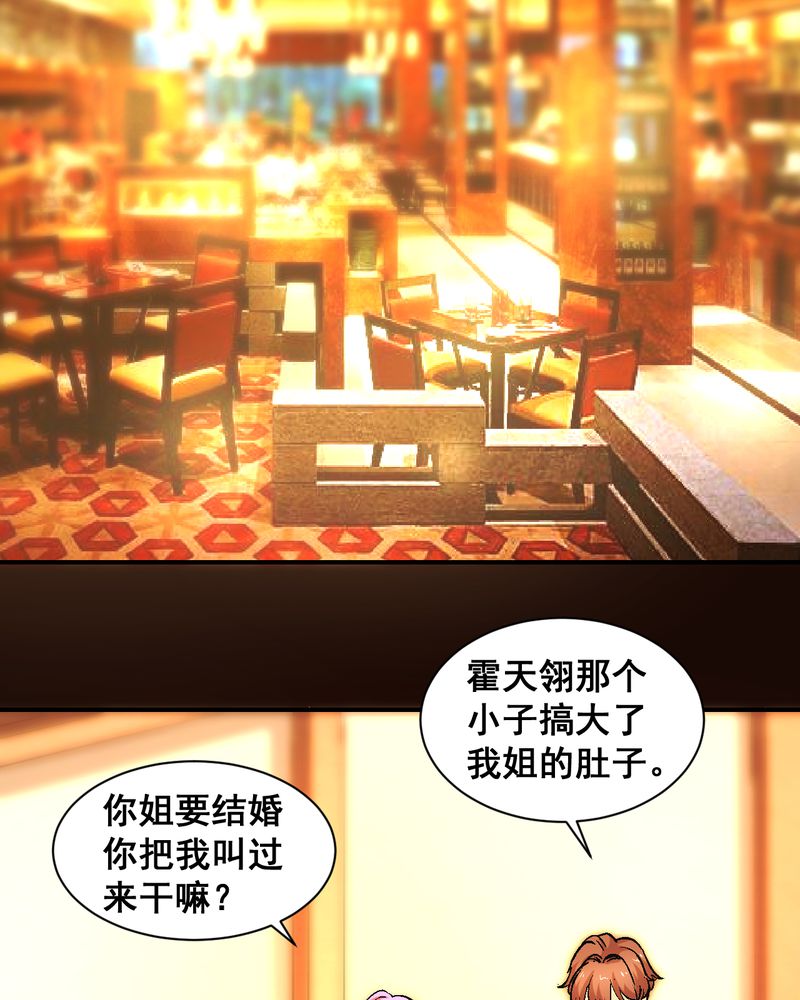 霍天翎那个
小子搞大了
我姐的肚子。
你姐要结婚
你把我叫过
来干嘛？